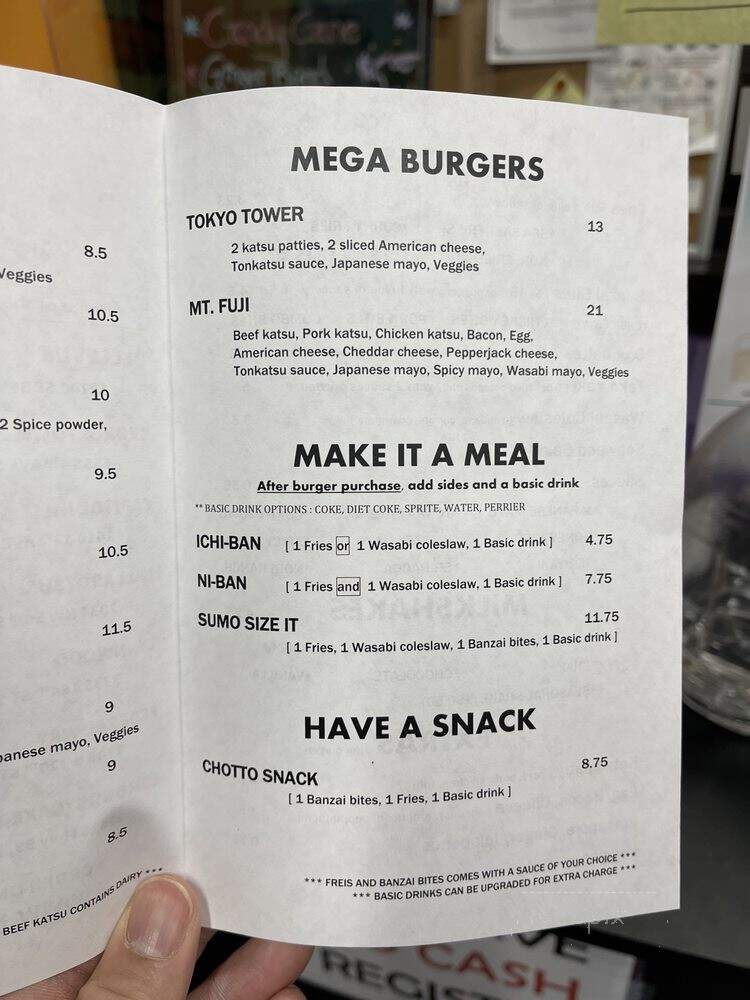 Candy Cane
8.5
Veggies
10.5
10
2 Spice powder,
9.5
10.5
11.5
9
panese mayo, Veggies
9
8.5
BEEF KATSU CONTAINS DAIRY ***
MEGA BURGERS
TOKYO TOWER 13
2 katsu patties, 2 sliced American cheese,
Tonkatsu sauce, Japanese mayo, Veggies
MT. FUJI 21
Beef katsu, Pork katsu, Chicken katsu, Bacon, Egg,
American cheese, Cheddar cheese, Pepperjack cheese,
Tonkatsu sauce, Japanese mayo, Spicy mayo, Wasabi mayo, Veggies
MAKE IT A MEAL
After burger purchase, add sides and a basic drink
** BASIC DRINK OPTIONS : COKE, DIET COKE, SPRITE, WATER, PERRIER
ICHI-BAN [ 1 Fries or 1 Wasabi coleslaw, 1 Basic drink ] 4.75
NI-BAN [ 1 Fries and 1 Wasabi coleslaw, 1 Basic drink ] 7.75
SUMO SIZE IT 11.75
[ 1 Fries, 1 Wasabi coleslaw, 1 Banzai bites, 1 Basic drink ]
HAVE A SNACK
CHOTTO SNACK 8.75
[ 1 Banzai bites, 1 Fries, 1 Basic drink ]
*** FREIS AND BANZAI BITES COMES WITH A SAUCE OF YOUR CHOICE ***
*** BASIC DRINKS CAN BE UPGRADED FOR EXTRA CHARGE ***
CASH